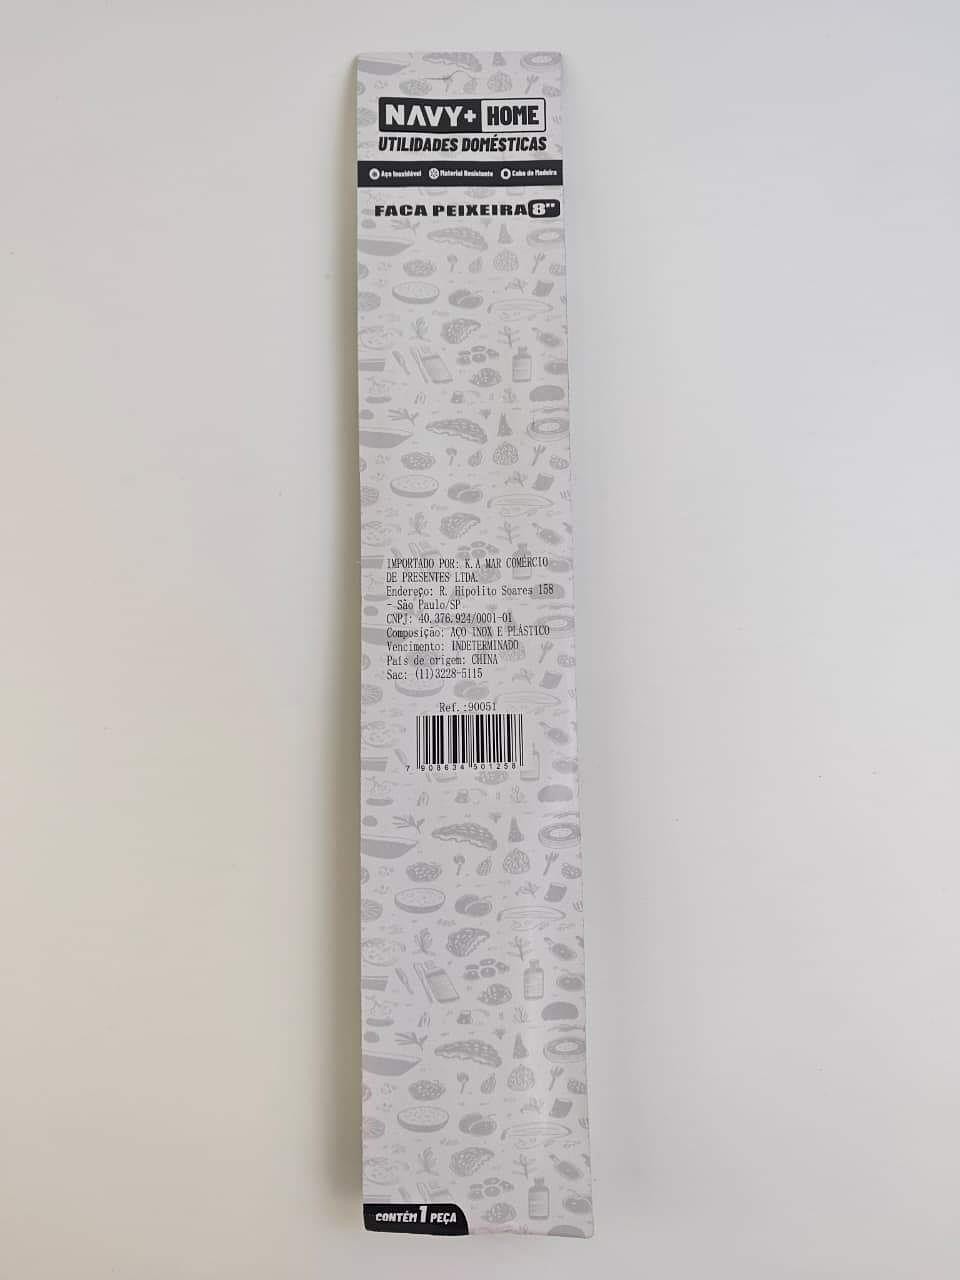 NAVY+ HOME
UTILIDADES DOMÉSTICAS
Aço Inoxidável Material Resistente Cabo de Madeira
FACA PEIXEIRA 8"
IMPORTADO POR: K.A MAR COMÉRCIO
DE PRESENTES LTDA.
Endereço: R. Hipolito Soares 158
- São Paulo/SP
CNPJ: 40.376.924/0001-01
Composição: AÇO INOX E PLÁSTICO
Vencimento: INDETERMINADO
País de origem: CHINA
Sac: (11)3228-5115
Ref.:90051
7 908634 501258
CONTÉM 1 PEÇA